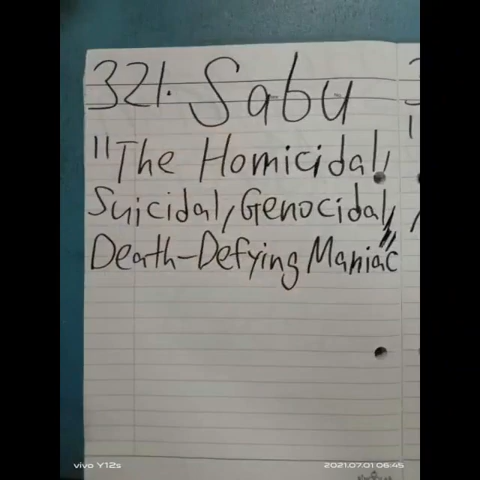 321. Sabu
"The Homicidal,
Suicidal, Genocidal,
Death-Defying Maniac"
vivo Y12s
2021.07.01 06:45